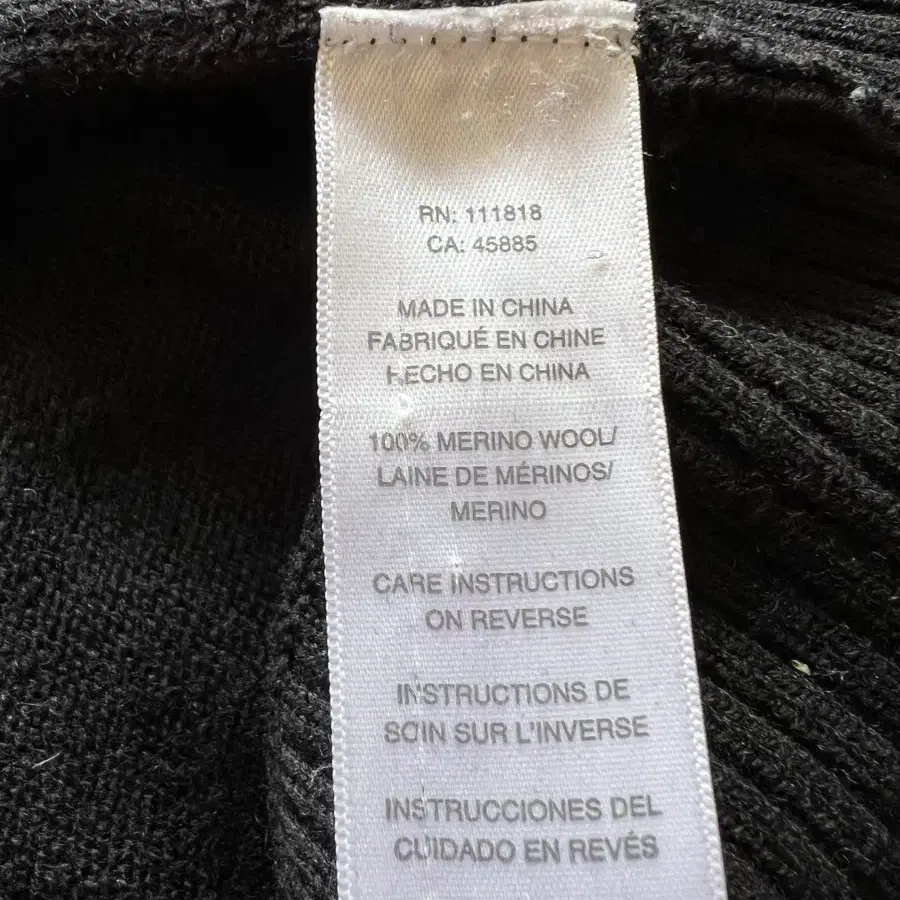 RN: 111818
CA: 45885
MADE IN CHINA
FABRIQUÉ EN CHINE
HECHO EN CHINA
100% MERINO WOOL/
LAINE DE MÉRINOS/
MERINO
CARE INSTRUCTIONS
ON REVERSE
INSTRUCTIONS DE
SOIN SUR L'INVERSE
INSTRUCCIONES DEL
CUIDADO EN REVÉS